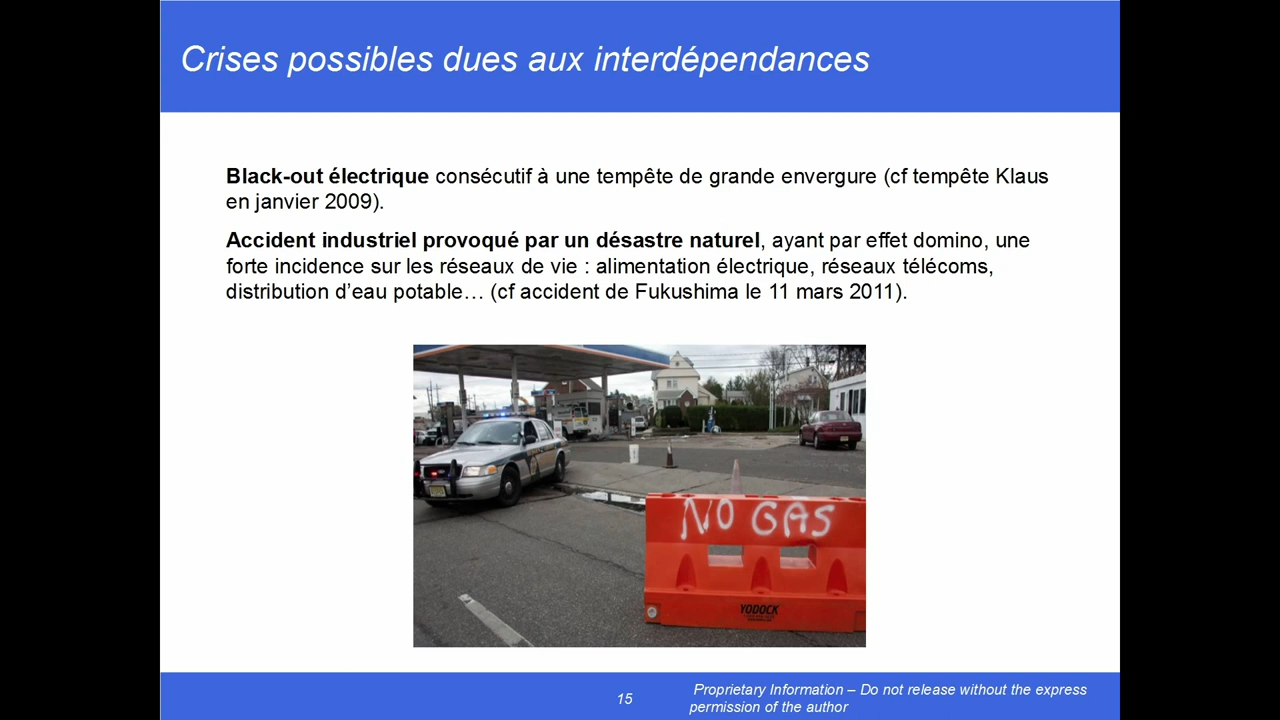 Crises possibles dues aux interdépendances
Black-out électrique consécutif à une tempête de grande envergure (cf tempête Klaus
en janvier 2009).
Accident industriel provoqué par un désastre naturel, ayant par effet domino, une
forte incidence sur les réseaux de vie : alimentation électrique, réseaux télécoms,
distribution d’eau potable… (cf accident de Fukushima le 11 mars 2011).
NO GAS
YODOCK
15
Proprietary Information – Do not release without the express
permission of the author